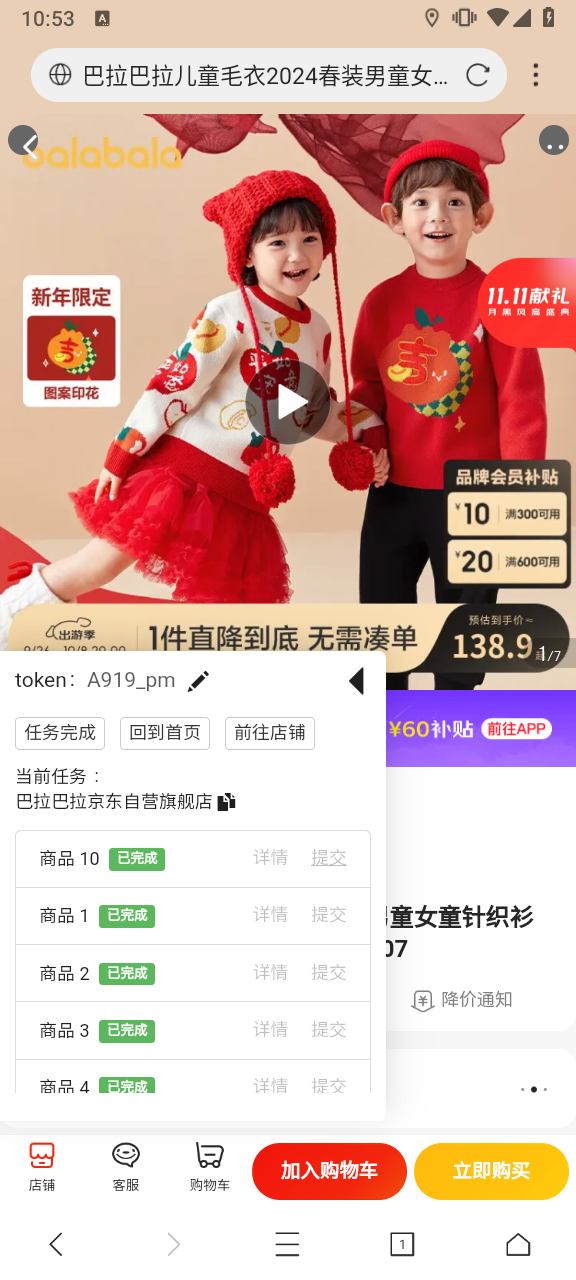 10:53
A
巴拉巴拉儿童毛衣2024春装男童女…
balabala
新年限定
吉
图案印花
吉
11.11献礼
月黑风高盛典
品牌会员补贴
¥10 满300可用
¥20 满600可用
出游季
1件直降到底 无需凑单
预估到手价≈
138.9起
1/7
token: A919_pm
任务完成 回到首页 前往店铺
¥60补贴 前往APP
当前任务：
巴拉巴拉京东自营旗舰店
商品 10 已完成 详情 提交
商品 1 已完成 详情 提交
童女童针织衫
07
商品 2 已完成 详情 提交
降价通知
商品 3 已完成 详情 提交
商品 4 已完成 详情 提交
店铺 客服 购物车 加入购物车 立即购买
1